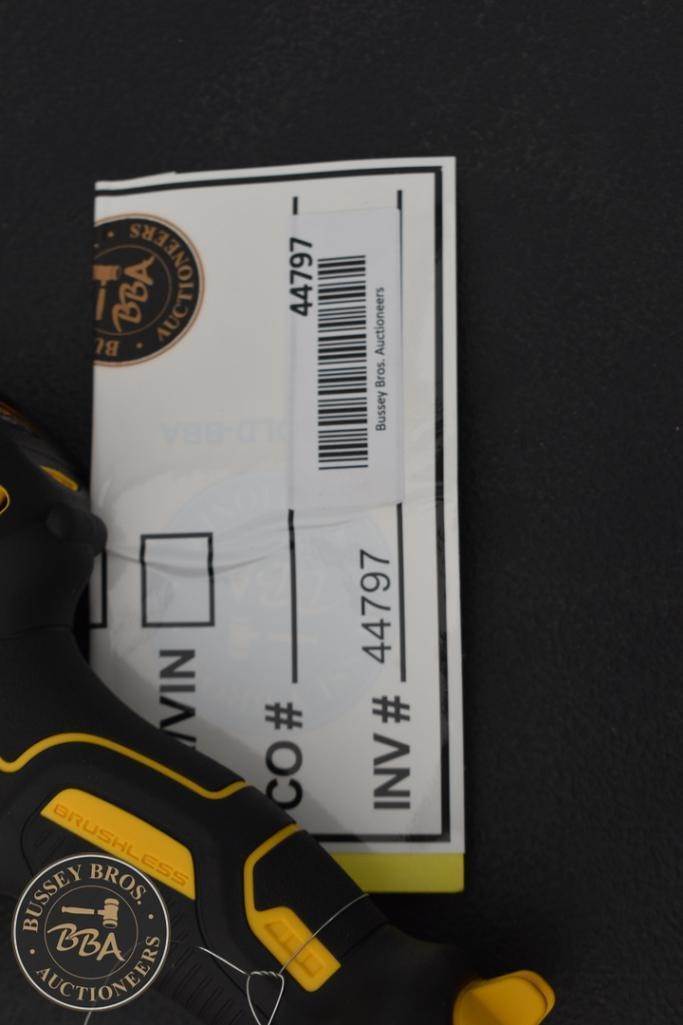 BUSSEY BROS. AUCTIONEERS
BBA
44797
Bussey Bros. Auctioneers
/VIN
CO #
INV # 44797
BRUSHLESS
BUSSEY BROS.
BBA
AUCTIONEERS